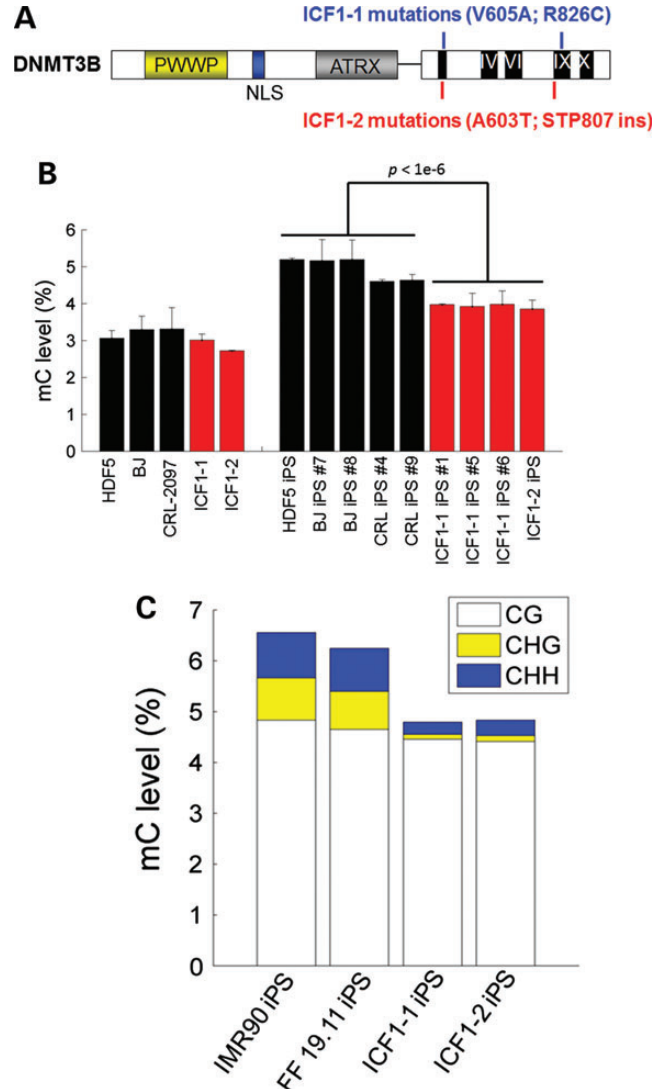 A
ICF1-1 mutations (V605A; R826C)
DNMT3B
PWWP
ATRX
IV VI IX X
NLS
ICF1-2 mutations (A603T; STP807 ins)
B
p < 1e-6
mC level (%)
6
5
4
3
2
1
0
HDF5
BJ
CRL-2097
ICF1-1
ICF1-2
HDF5 iPS
BJ iPS #7
BJ iPS #8
CRL iPS #4
CRL iPS #9
ICF1-1 iPS #1
ICF1-1 iPS #5
ICF1-1 iPS #6
ICF1-2 iPS
C
mC level (%)
7
6
5
4
3
2
1
0
CG
CHG
CHH
IMR90 iPS
FF 19.11 iPS
ICF1-1 iPS
ICF1-2 iPS